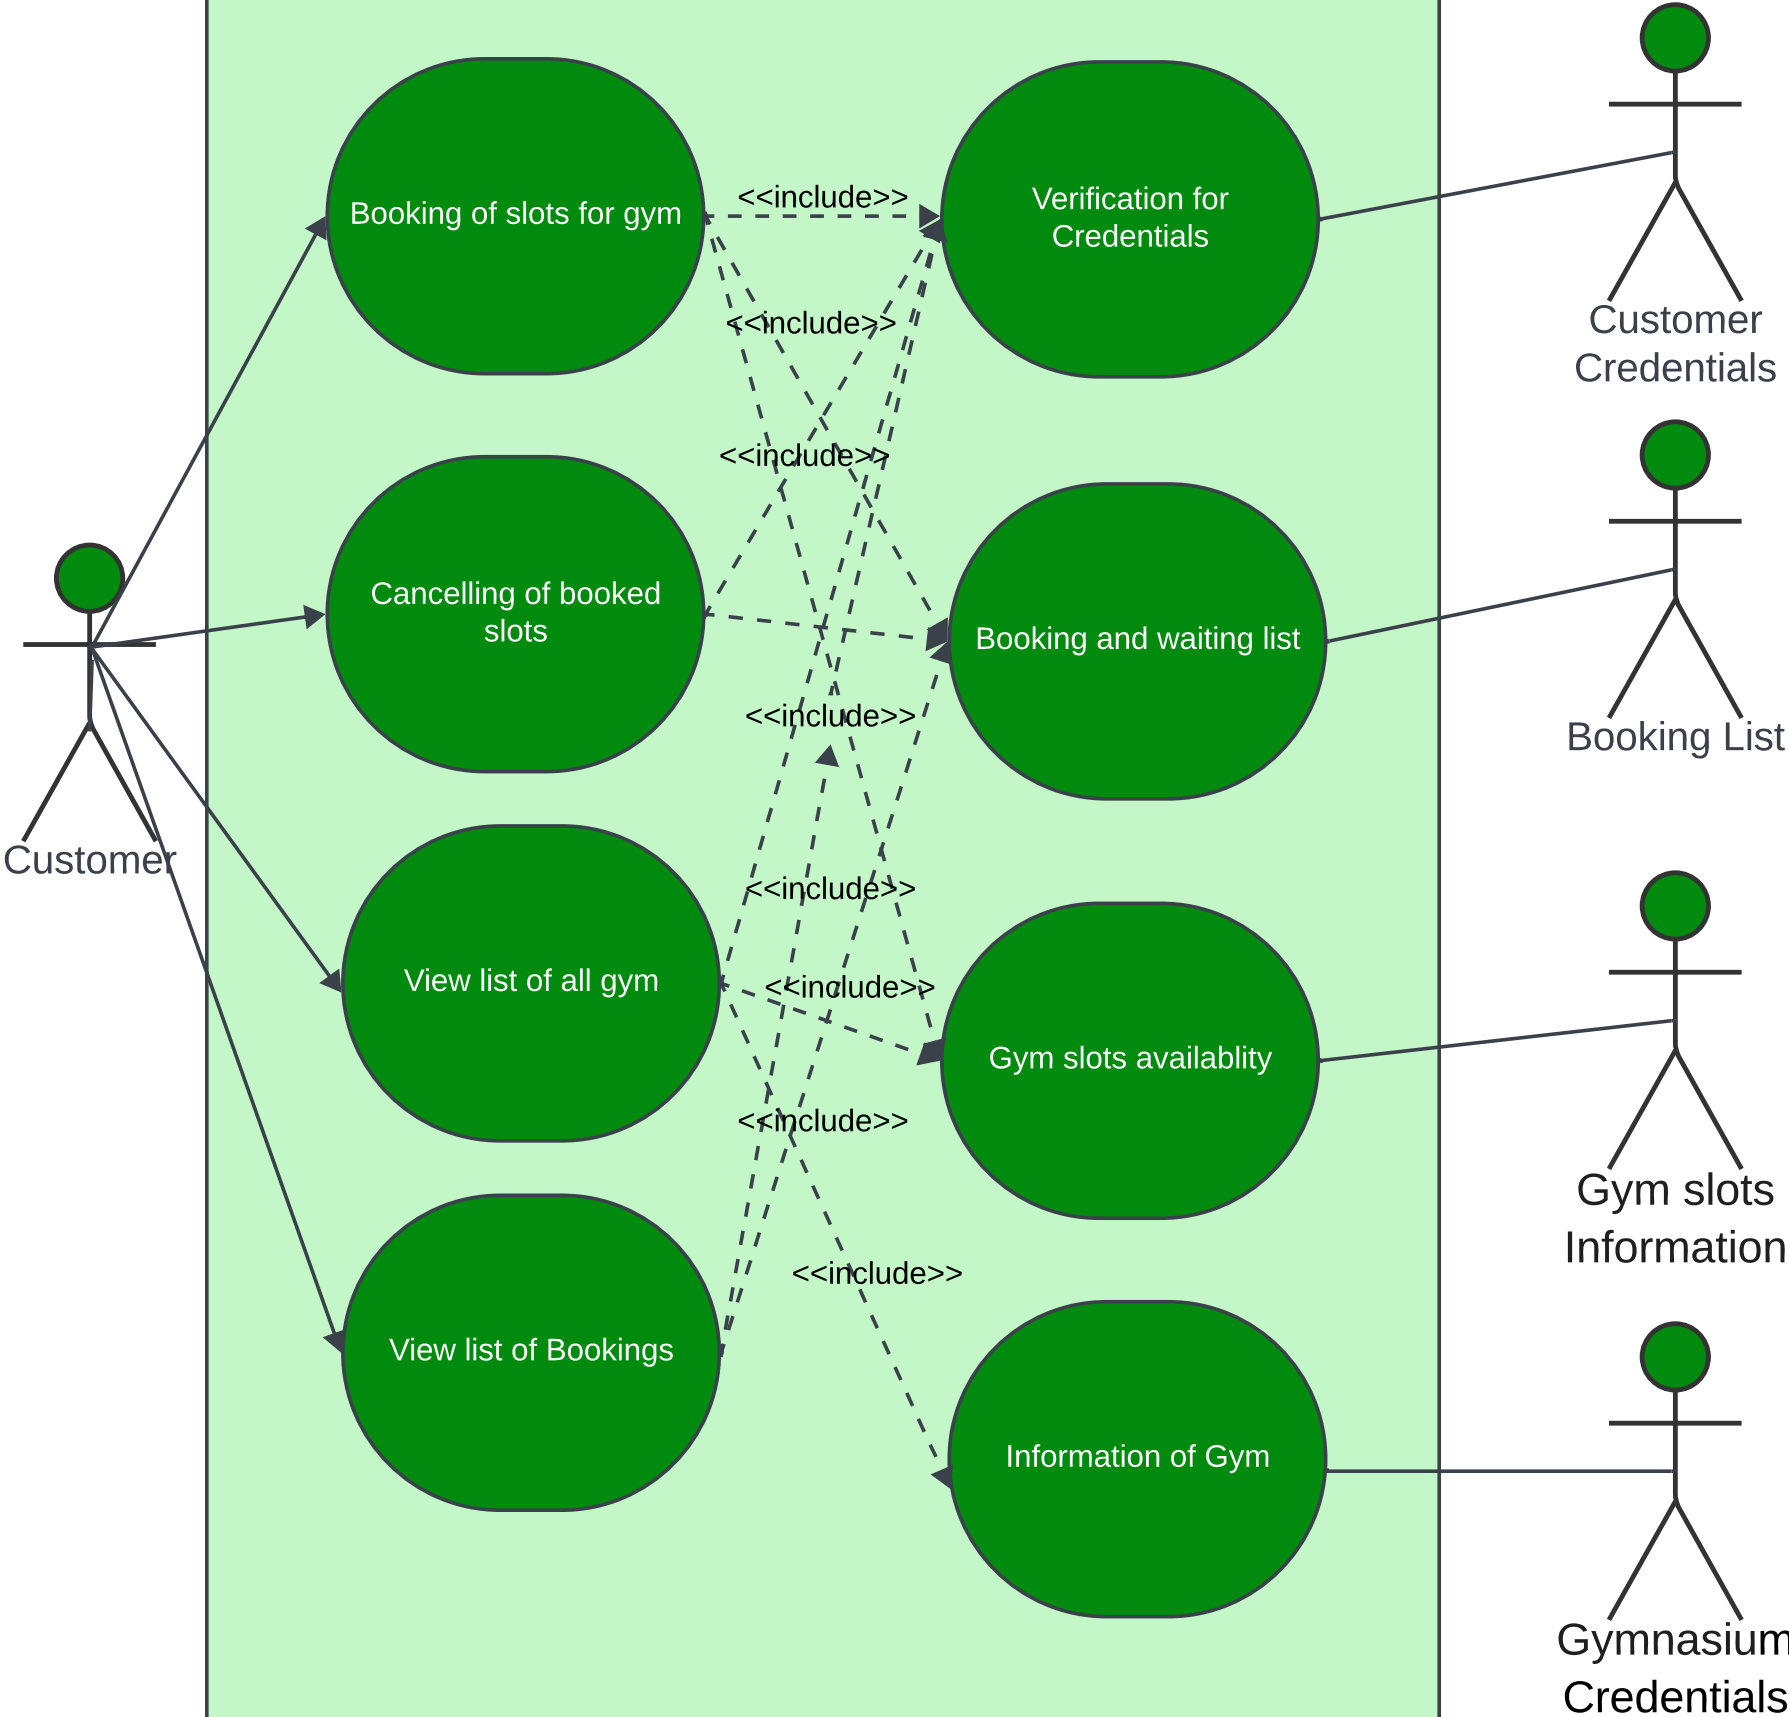 Booking of slots for gym
<<include>>
Verification for
Credentials
<<include>>
Customer
Credentials
<<include>>
Cancelling of booked
slots
Booking and waiting list
<<include>>
Booking List
Customer
<<include>>
View list of all gym
<<include>>
Gym slots availablity
<<include>>
Gym slots
Information
<<include>>
View list of Bookings
Information of Gym
Gymnasium
Credentials